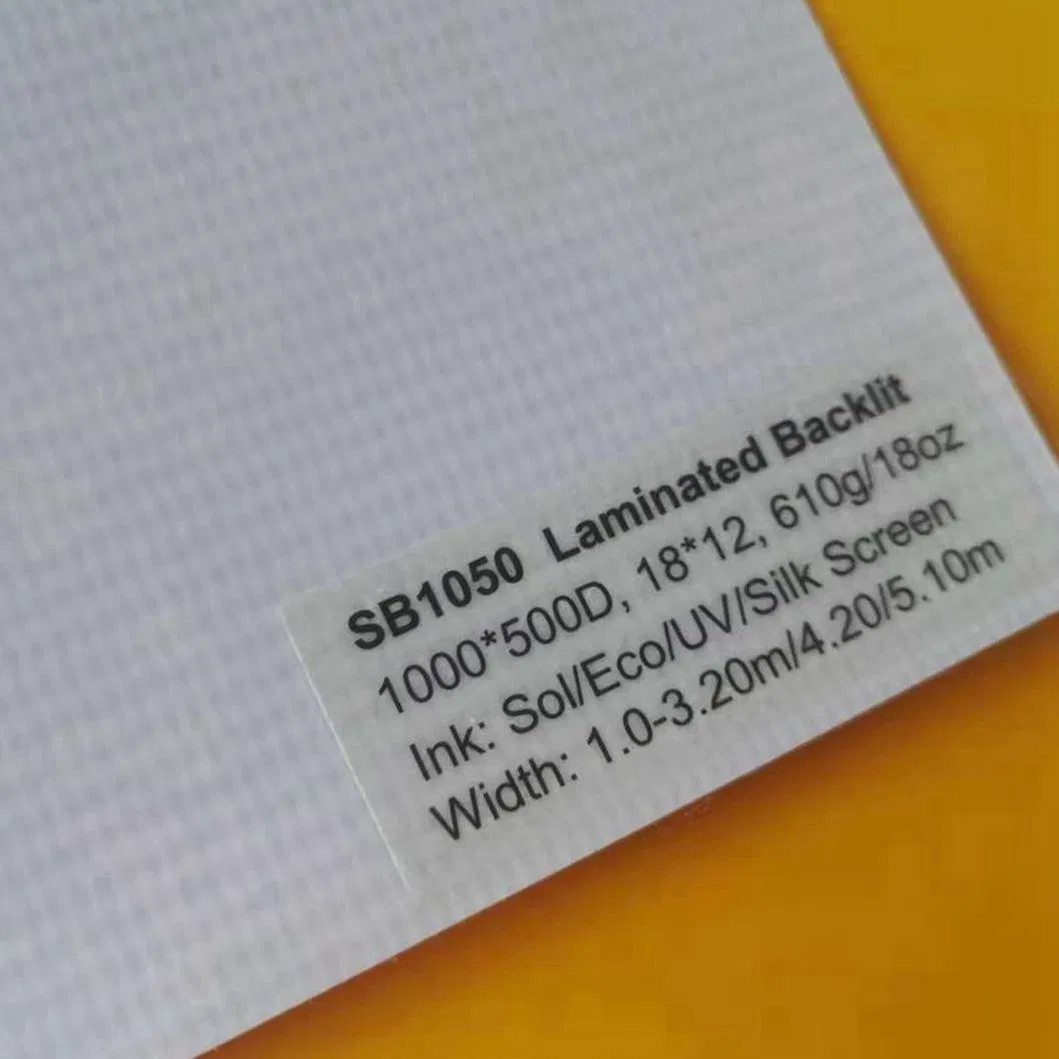 SB1050 Laminated Backlit
1000*500D, 18*12, 610g/18oz
Ink: Sol/Eco/UV/Silk Screen
Width: 1.0-3.20m/4.20/5.10m